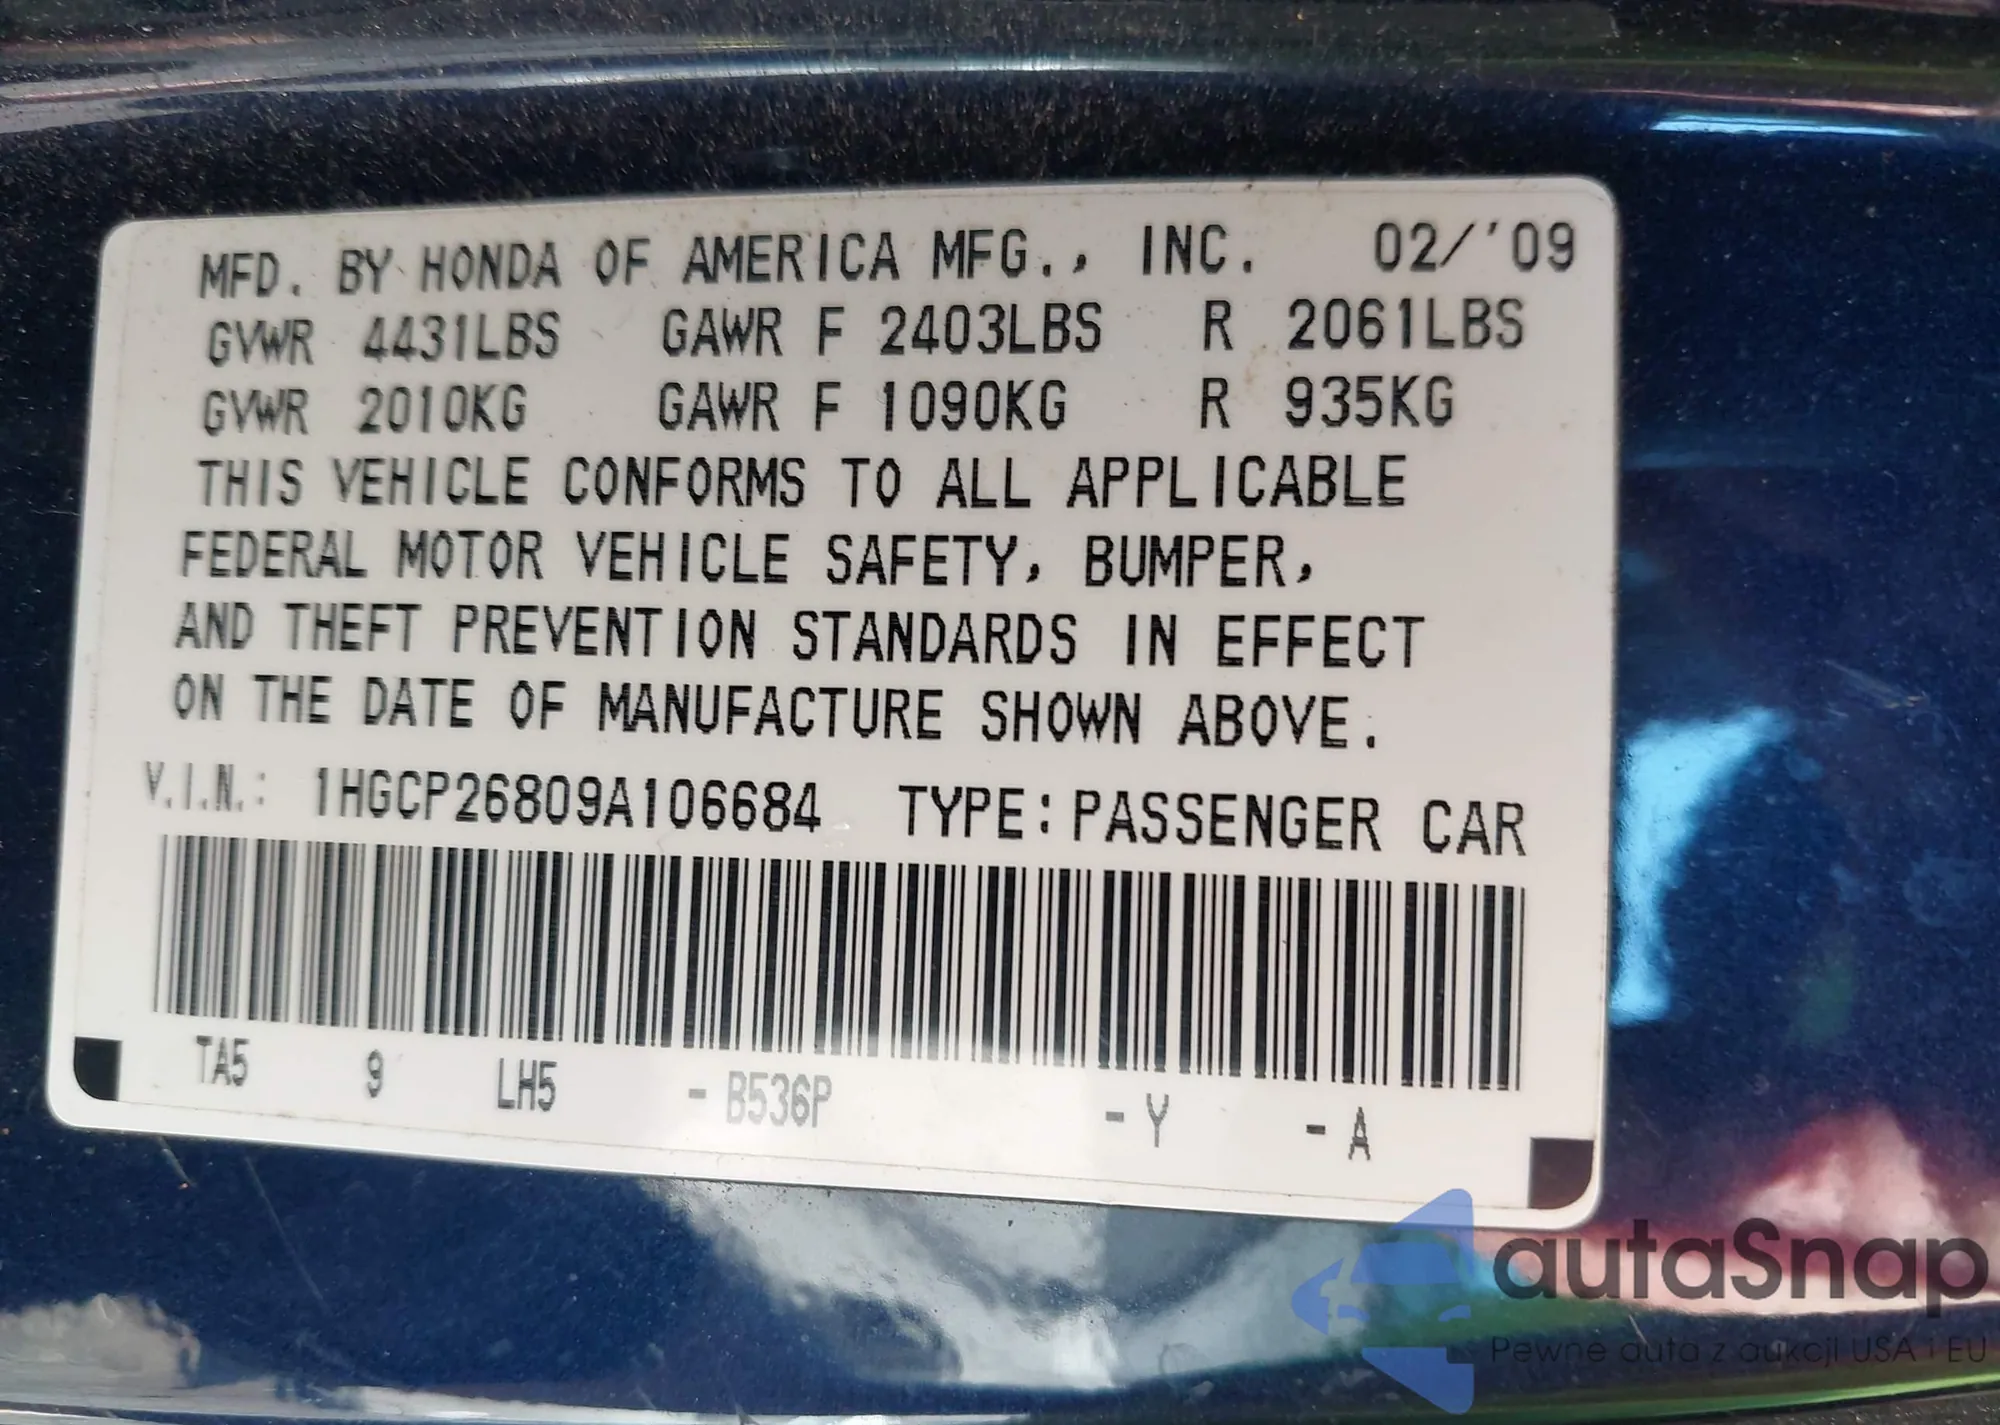 MFD. BY HONDA OF AMERICA MFG., INC. 02/'09
GVWR 4431LBS GAWR F 2403LBS R 2061LBS
GVWR 2010KG GAWR F 1090KG R 935KG
THIS VEHICLE CONFORMS TO ALL APPLICABLE
FEDERAL MOTOR VEHICLE SAFETY, BUMPER,
AND THEFT PREVENTION STANDARDS IN EFFECT
ON THE DATE OF MANUFACTURE SHOWN ABOVE.
V.I.N.: 1HGCP26809A106684 TYPE: PASSENGER CAR
TA5 9 LH5 - B536P - Y - A
autaSnap
Pewne auta z aukcji USA i EU